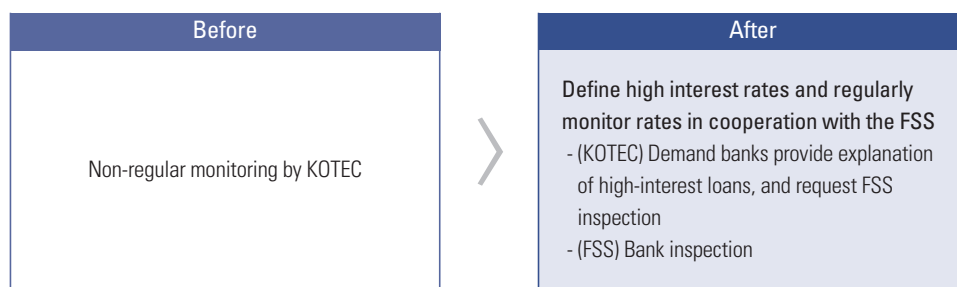 Before
Non-regular monitoring by KOTEC
After
Define high interest rates and regularly
monitor rates in cooperation with the FSS
- (KOTEC) Demand banks provide explanation
of high-interest loans, and request FSS
inspection
- (FSS) Bank inspection